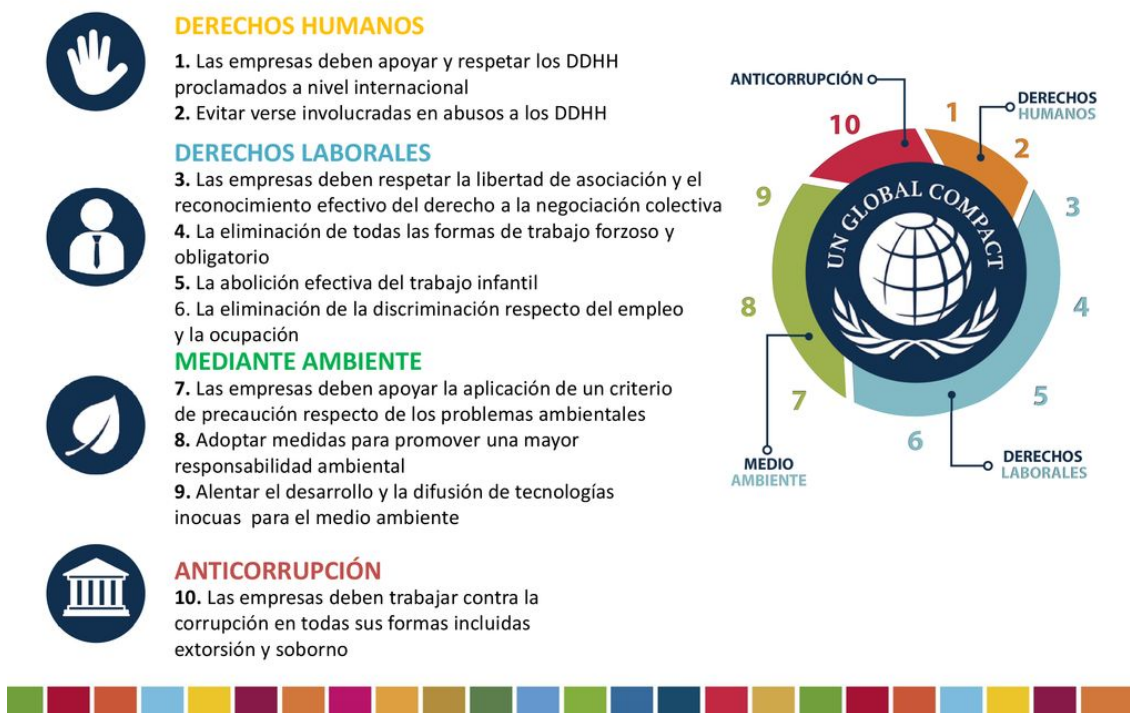 DERECHOS HUMANOS
1. Las empresas deben apoyar y respetar los DDHH
proclamados a nivel internacional
2. Evitar verse involucradas en abusos a los DDHH
DERECHOS LABORALES
3. Las empresas deben respetar la libertad de asociación y el
reconocimiento efectivo del derecho a la negociación colectiva
4. La eliminación de todas las formas de trabajo forzoso y
obligatorio
5. La abolición efectiva del trabajo infantil
6. La eliminación de la discriminación respecto del empleo
y la ocupación
MEDIANTE AMBIENTE
7. Las empresas deben apoyar la aplicación de un criterio
de precaución respecto de los problemas ambientales
8. Adoptar medidas para promover una mayor
responsabilidad ambiental
9. Alentar el desarrollo y la difusión de tecnologías
inocuas para el medio ambiente
ANTICORRUPCIÓN
10. Las empresas deben trabajar contra la
corrupción en todas sus formas incluidas
extorsión y soborno
ANTICORRUPCIÓN
DERECHOS
HUMANOS
1
2
3
4
5
6
7
8
9
10
UN GLOBAL COMPACT
MEDIO
AMBIENTE
DERECHOS
LABORALES